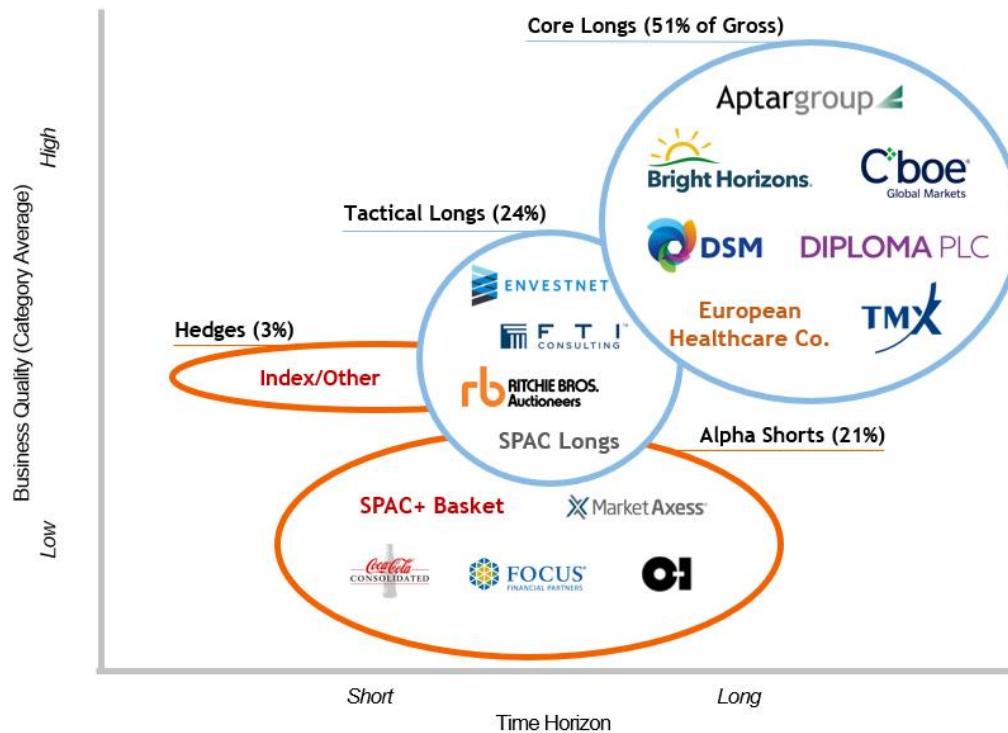 Core Longs (51% of Gross)
Aptargroup
Bright Horizons.
Cboe®
Global Markets
Tactical Longs (24%)
DSM
DIPLOMA PLC
ENVESTNET
European
Healthcare Co.
TMX
FTI™
CONSULTING
Hedges (3%)
Index/Other
rb RITCHIE BROS.
Auctioneers
SPAC Longs
Alpha Shorts (21%)
SPAC+ Basket
MarketAxess®
Coca-Cola
CONSOLIDATED
FOCUS®
FINANCIAL PARTNERS
O-I
Business Quality (Category Average)
High
Low
Short
Long
Time Horizon